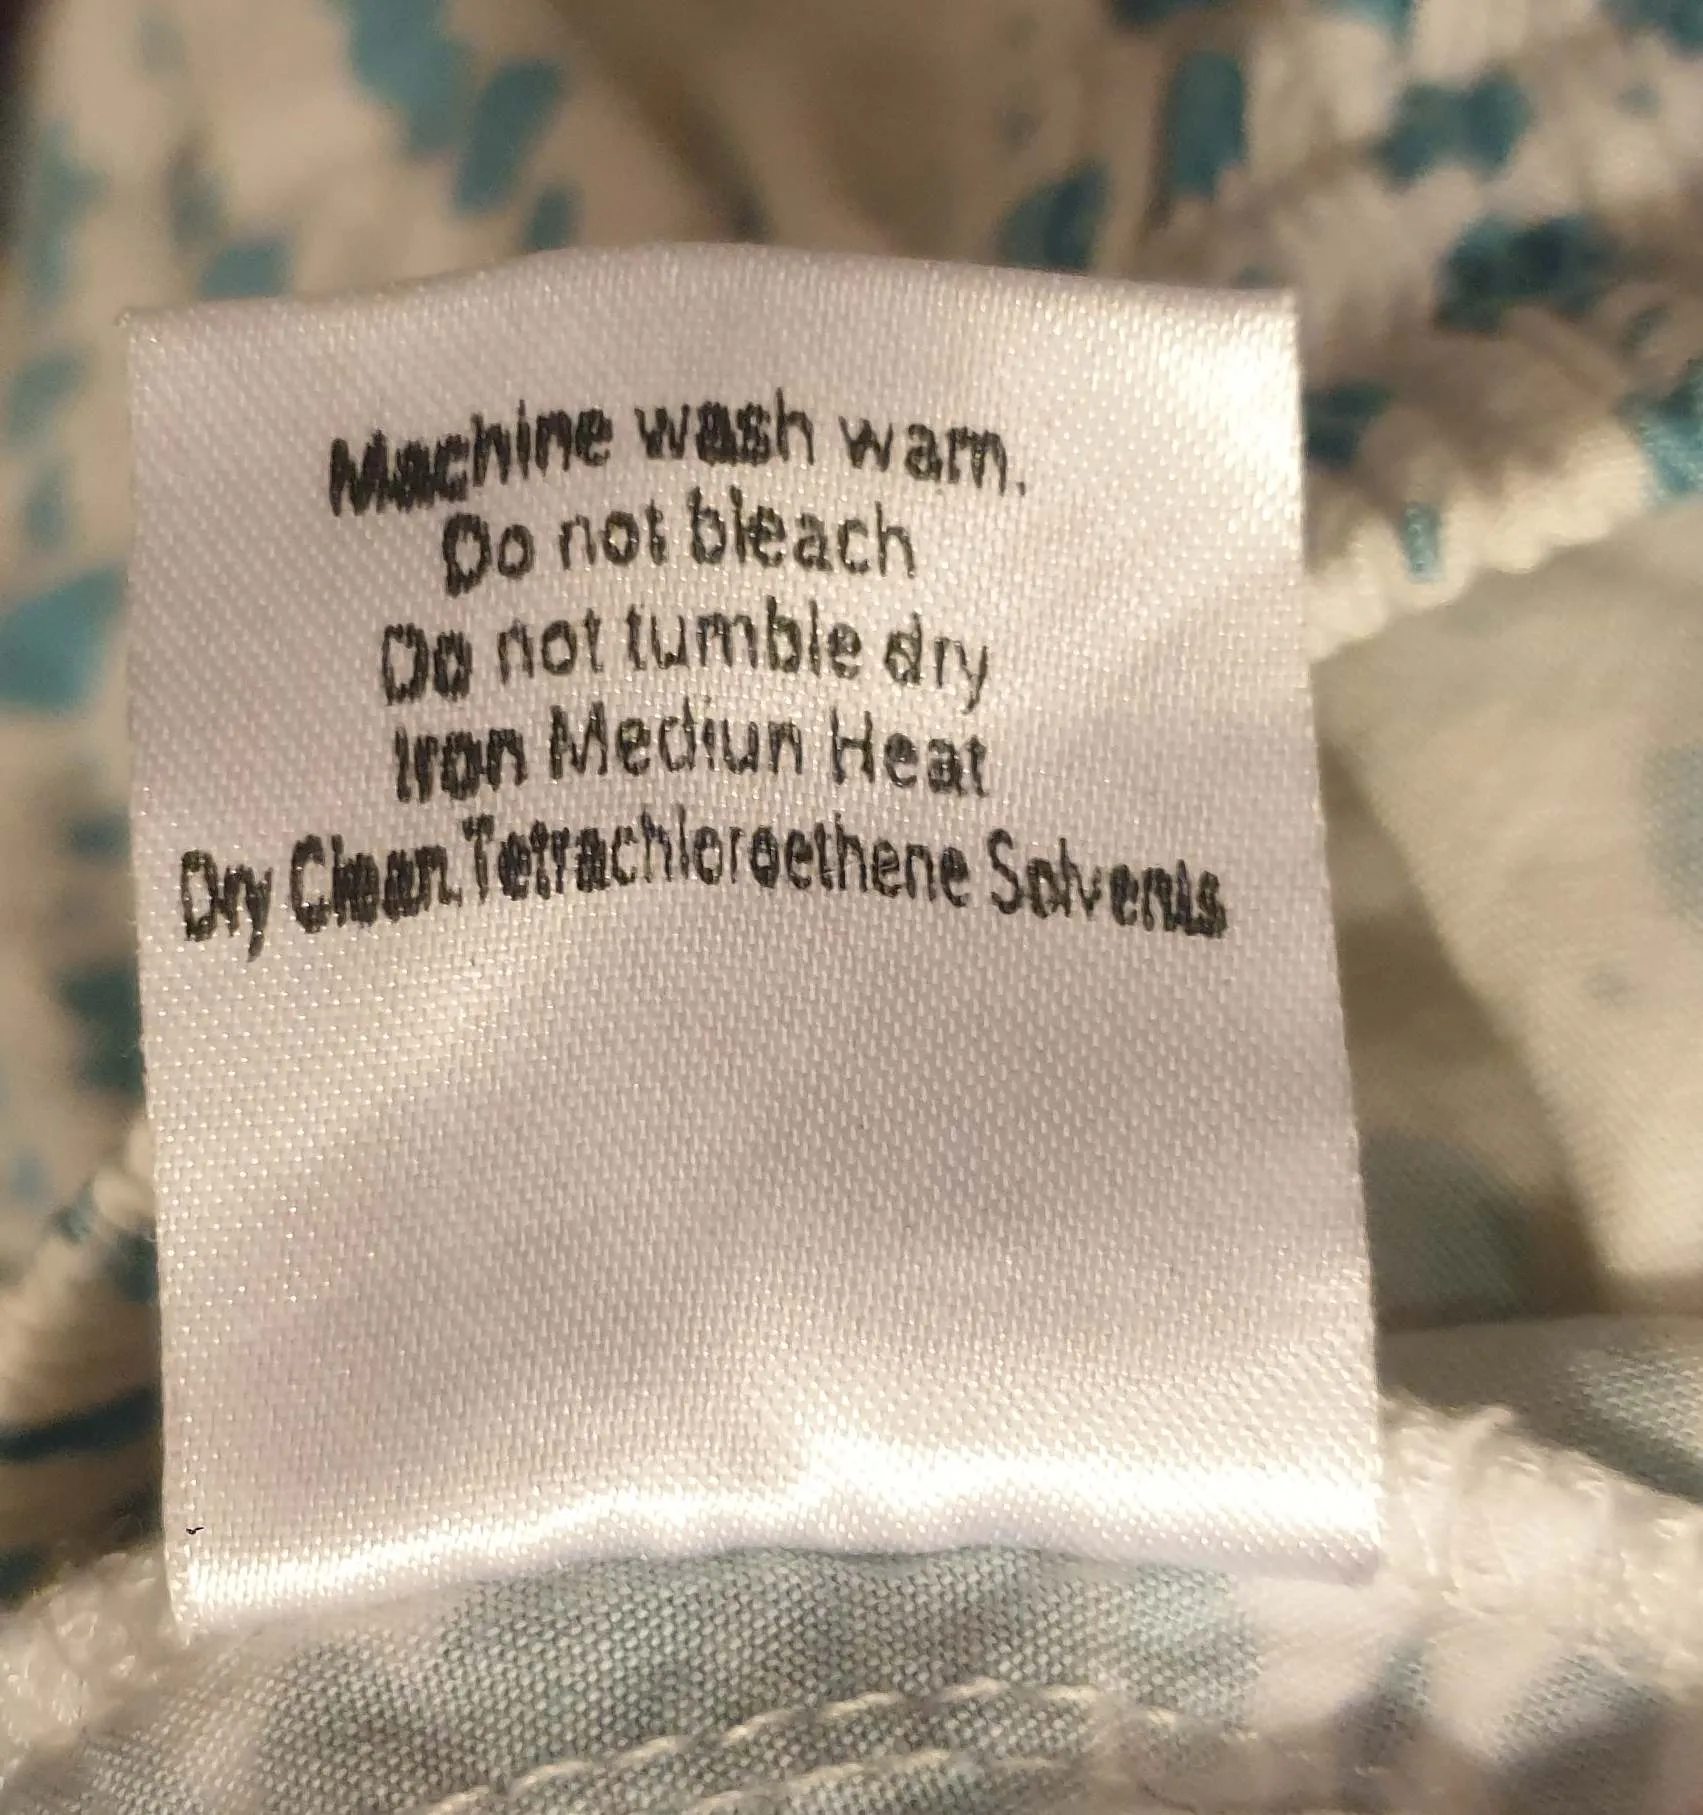 Machine wash warm.
Do not bleach
Do not tumble dry
Iron Mediun Heat
Dry Clean.Tetrachloroethene Solvents